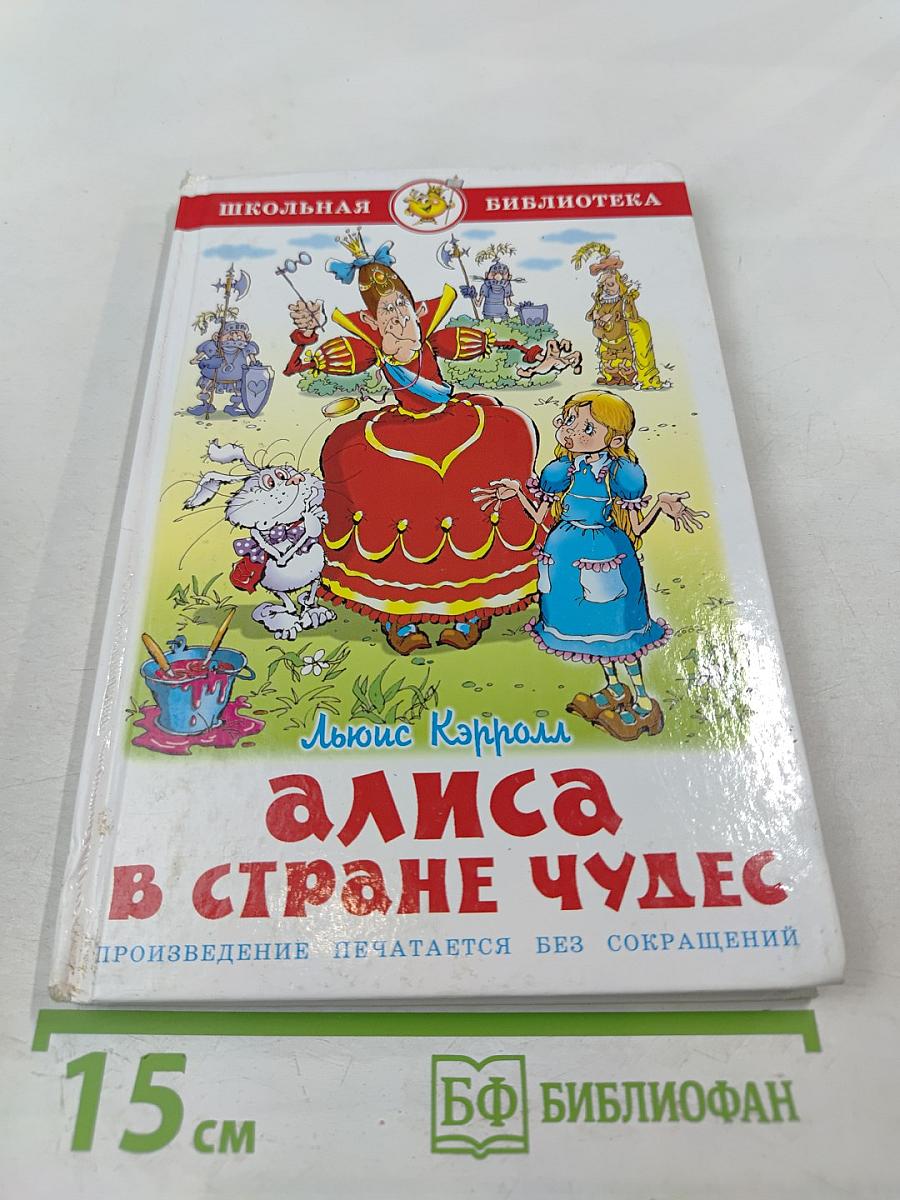 ШКОЛЬНАЯ БИБЛИОТЕКА
Льюис Кэрролл
АЛИСА
В СТРАНЕ ЧУДЕС
ПРОИЗВЕДЕНИЕ ПЕЧАТАЕТСЯ БЕЗ СОКРАЩЕНИЙ
15 см
БФ БИБЛИОФАН